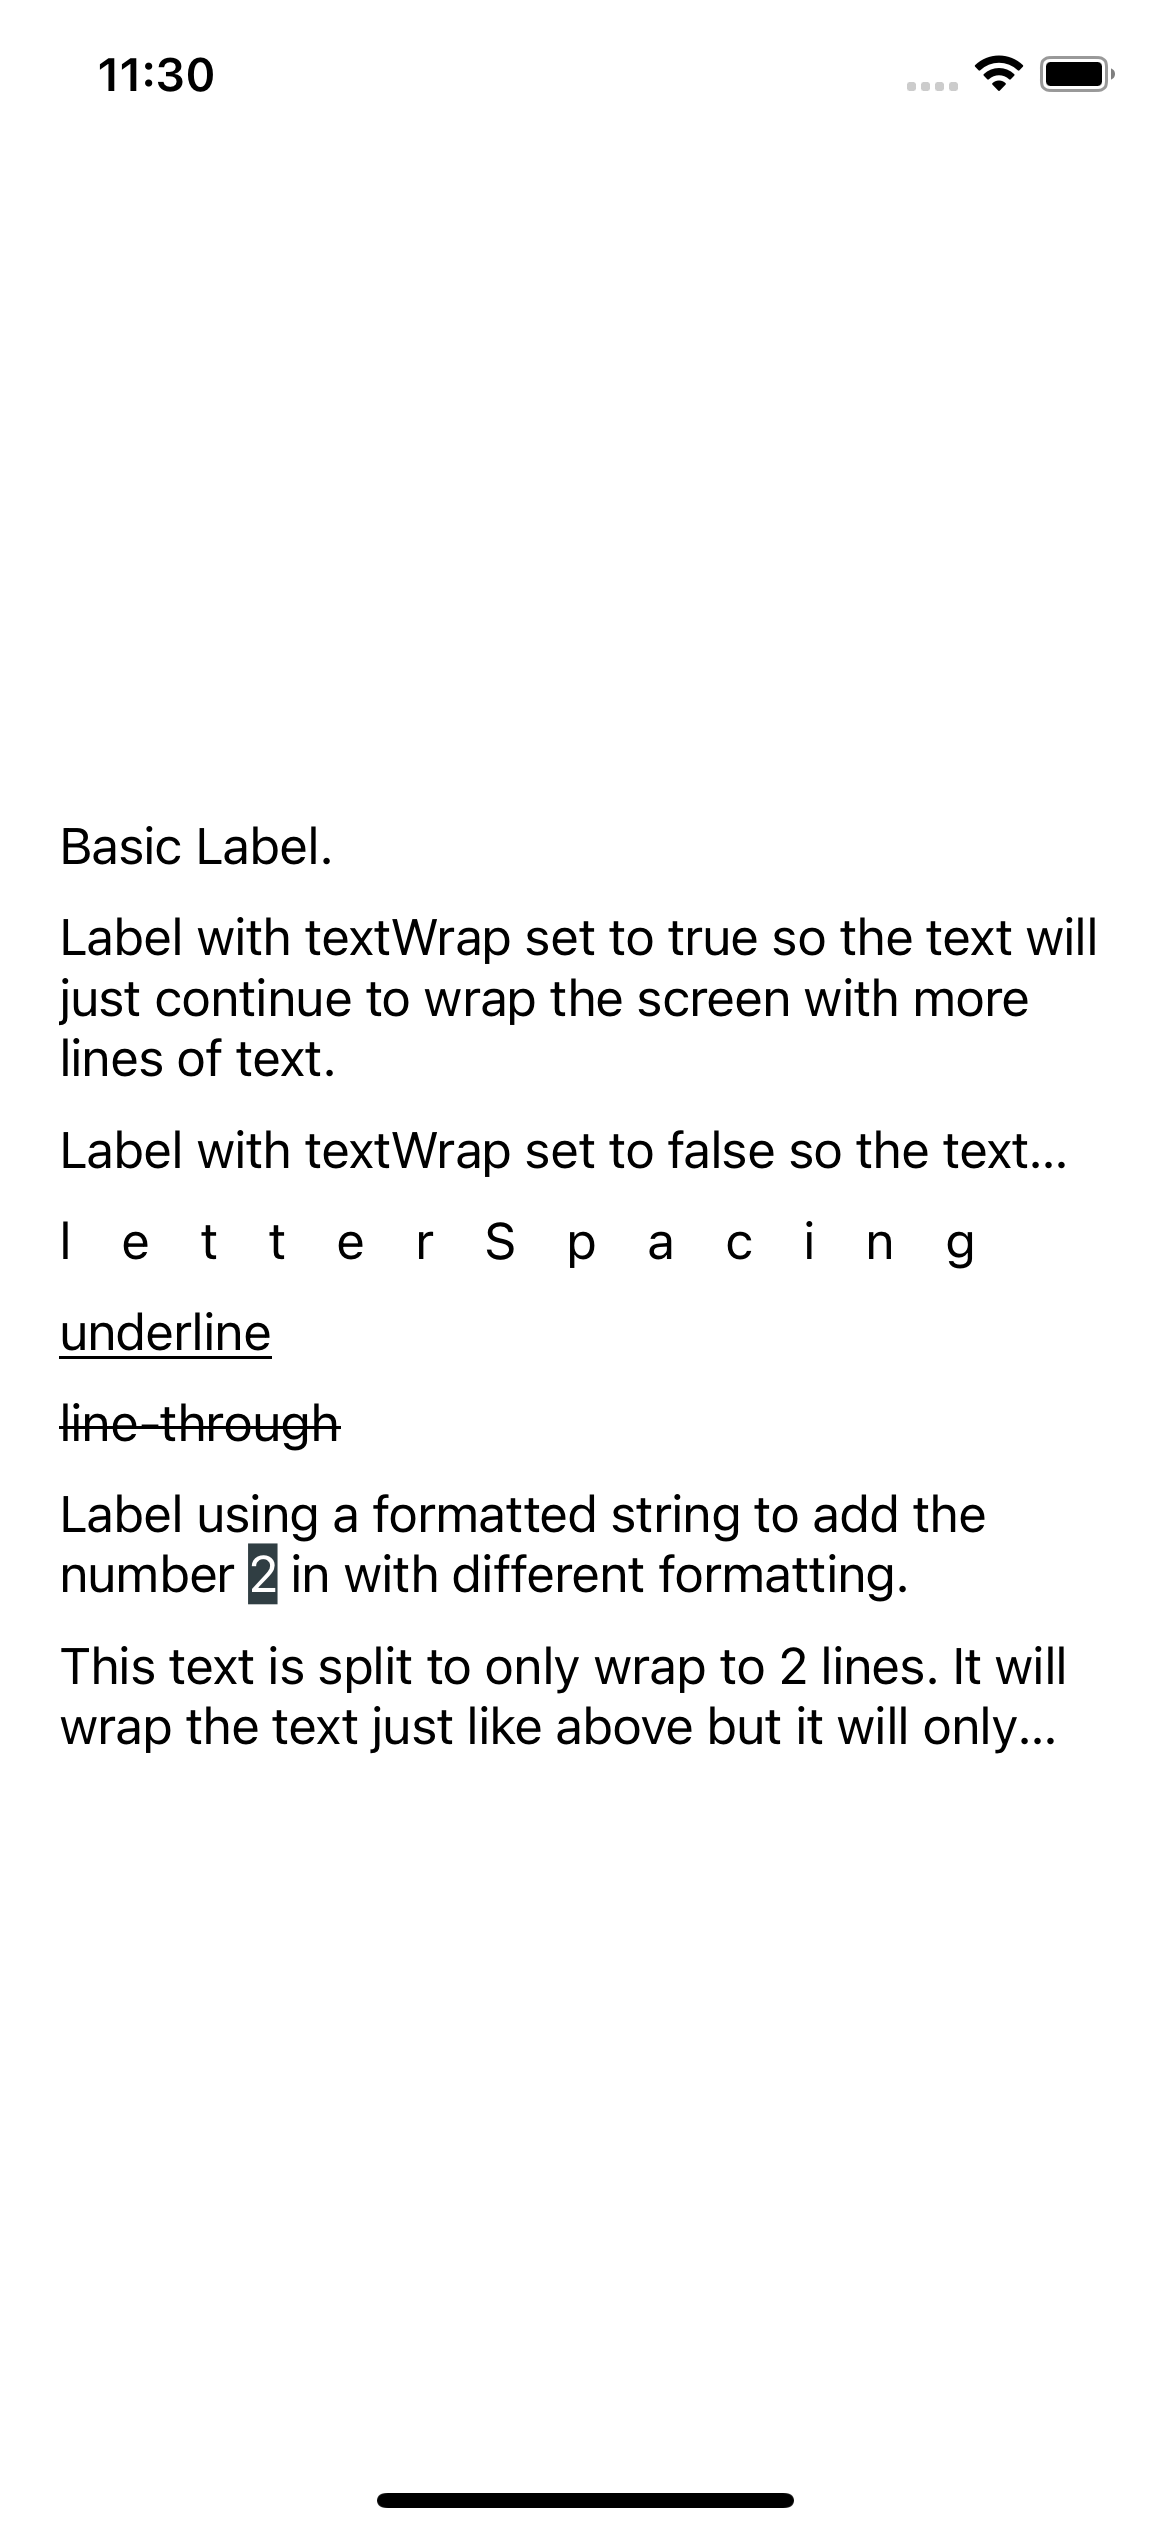 11:30
Basic Label.
Label with textWrap set to true so the text will
just continue to wrap the screen with more
lines of text.
Label with textWrap set to false so the text...
l e t t e r S p a c i n g
underline
line-through
Label using a formatted string to add the
number 2 in with different formatting.
This text is split to only wrap to 2 lines. It will
wrap the text just like above but it will only...